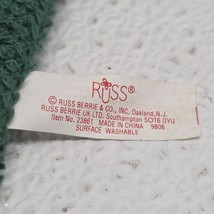 RUSS®
© RUSS BERRIE & CO., INC. Oakland, N.J.
RUSS BERRIE UK LTD. Southampton SO16 0YU
Item No. 23861 MADE IN CHINA 9806
SURFACE WASHABLE